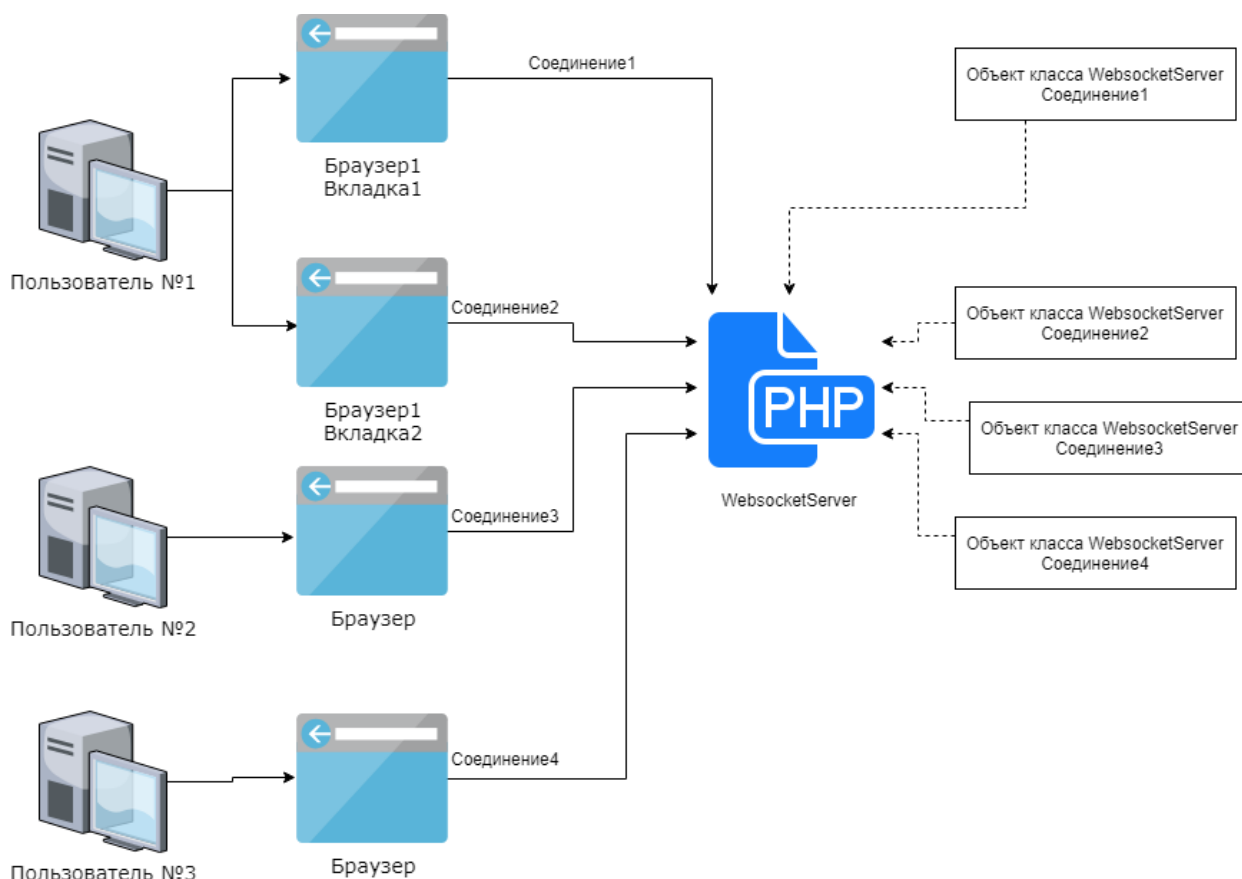 Соединение1
Объект класса WebsocketServer
Соединение1
Браузер1
Вкладка1
Пользователь №1
Соединение2
Объект класса WebsocketServer
Соединение2
Браузер1
Вкладка2
PHP
Объект класса WebsocketServer
Соединение3
WebsocketServer
Соединение3
Объект класса WebsocketServer
Соединение4
Браузер
Пользователь №2
Соединение4
Браузер
Пользователь №3